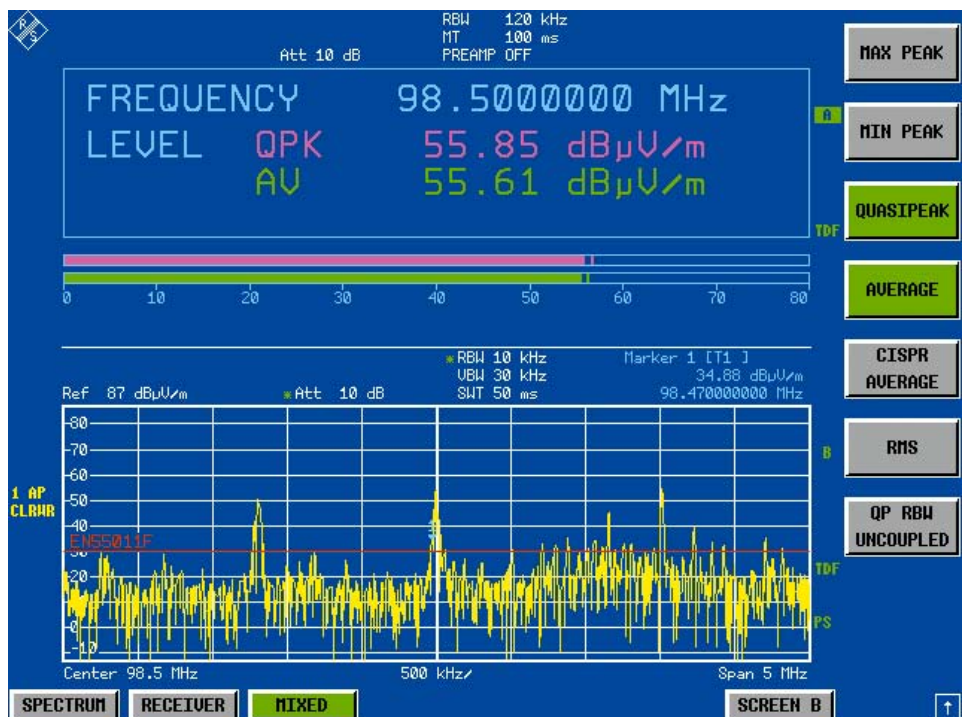 R S
RBW 120 kHz
MT 100 ms
Att 10 dB PREAMP OFF
FREQUENCY 98.5000000 MHz
LEVEL QPK 55.85 dBµV/m
AV 55.61 dBµV/m
A
TDF
0 10 20 30 40 50 60 70 80
*RBW 10 kHz Marker 1 [T1 ]
VBW 30 kHz 34.88 dBµV/m
Ref 87 dBµV/m *Att 10 dB SWT 50 ms 98.470000000 MHz
80
70
60
50
40
30
20
0
-10
EN55011F
1
1 AP
CLRWR
B
TDF
PS
Center 98.5 MHz 500 kHz/ Span 5 MHz
MAX PEAK
MIN PEAK
QUASIPEAK
AVERAGE
CISPR
AVERAGE
RMS
QP RBW
UNCOUPLED
SPECTRUM RECEIVER MIXED SCREEN B ↑